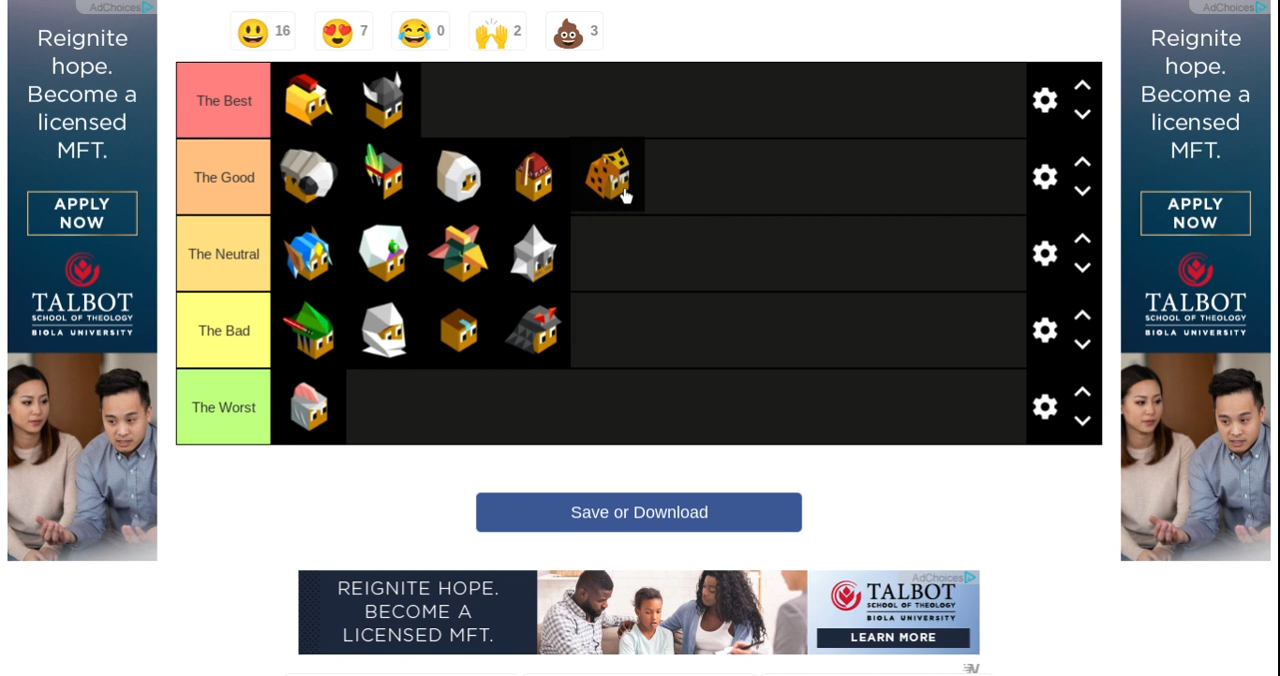 AdChoices
Reignite
hope.
Become a
licensed
MFT.
APPLY
NOW
TALBOT
SCHOOL OF THEOLOGY
BIOLA UNIVERSITY
16
7
0
2
3
The Best
The Good
The Neutral
The Bad
The Worst
Save or Download
REIGNITE HOPE.
BECOME A
LICENSED MFT.
AdChoices
TALBOT
SCHOOL OF THEOLOGY
BIOLA UNIVERSITY
LEARN MORE
AdChoices
Reignite
hope.
Become a
licensed
MFT.
APPLY
NOW
TALBOT
SCHOOL OF THEOLOGY
BIOLA UNIVERSITY